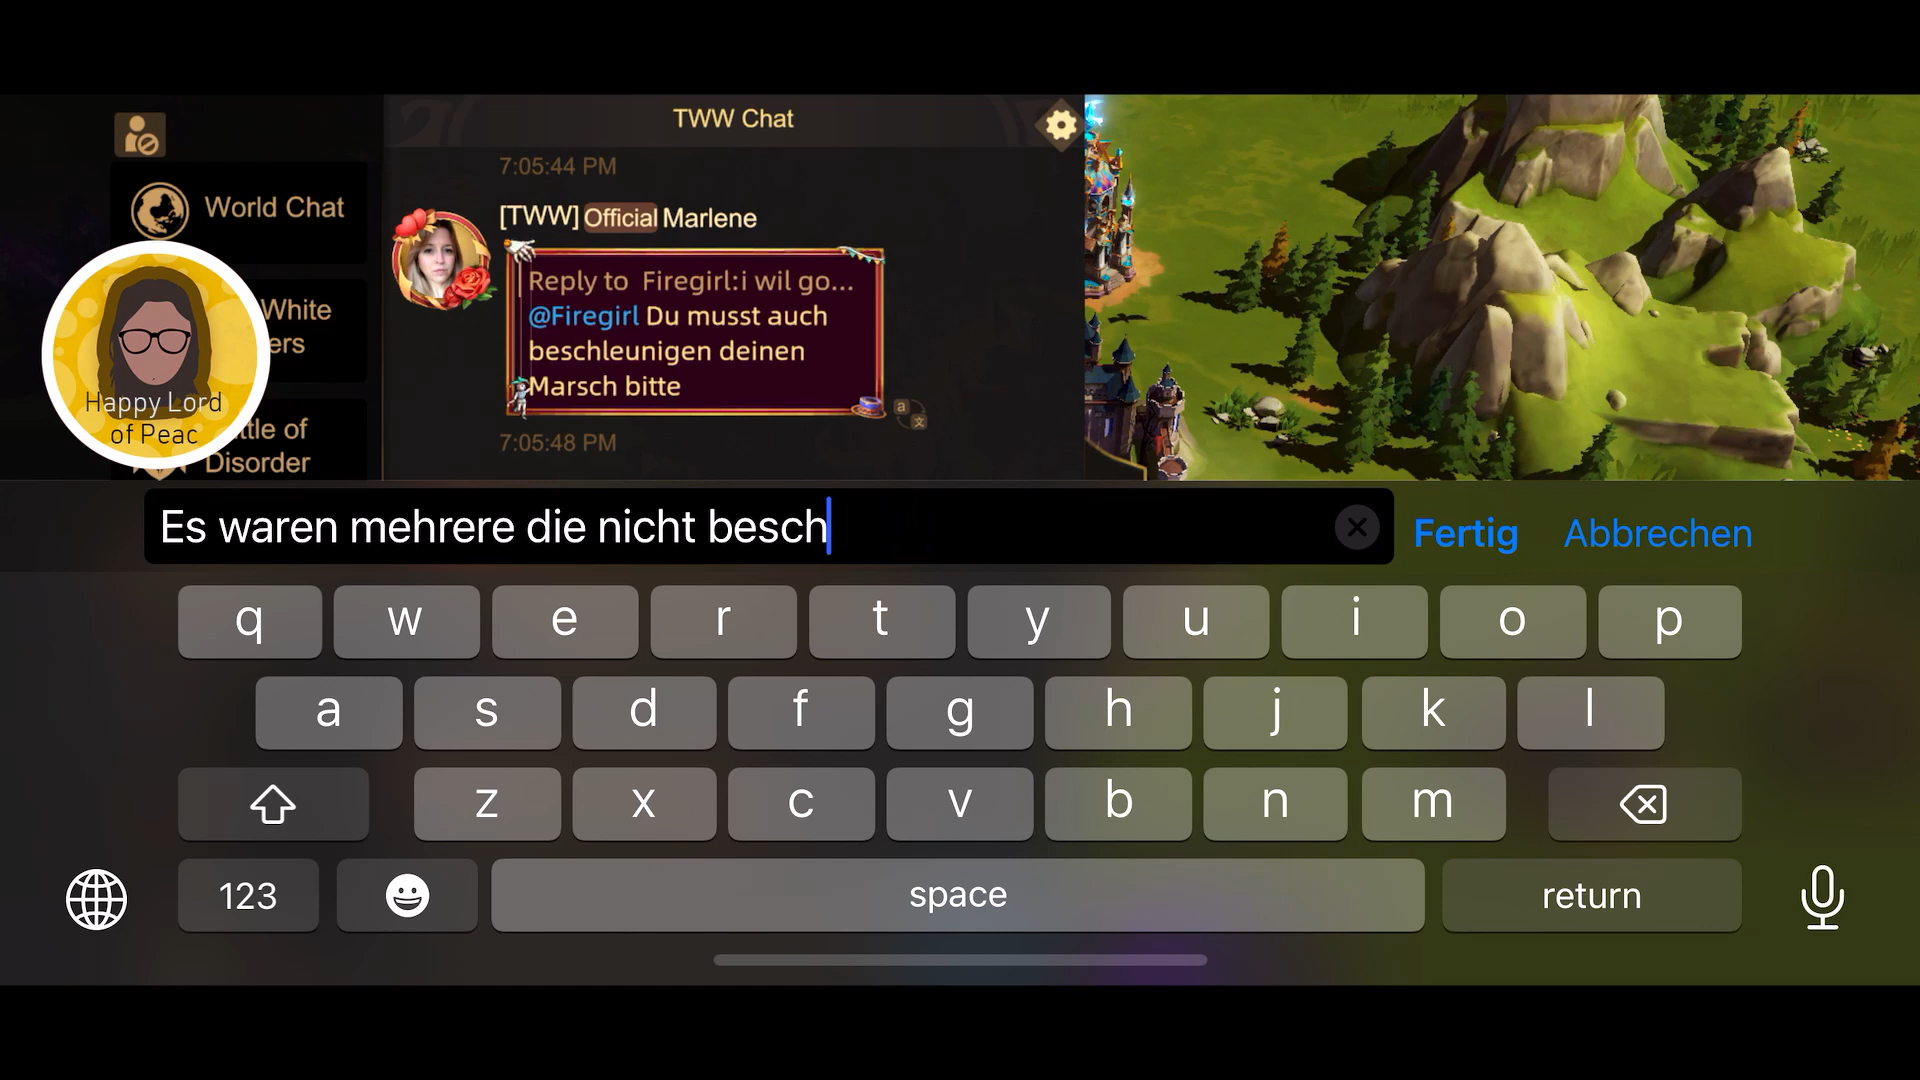 TWW Chat
7:05:44 PM
World Chat
[TWW] Official Marlene
Reply to Firegirl:i wil go...
@Firegirl Du musst auch
beschleunigen deinen
Marsch bitte
7:05:48 PM
White
ers
ttle of
Disorder
Happy Lord
of Peac
Es waren mehrere die nicht besch
Fertig
Abbrechen
q w e r t y u i o p
a s d f g h j k l
z x c v b n m
123
space
return